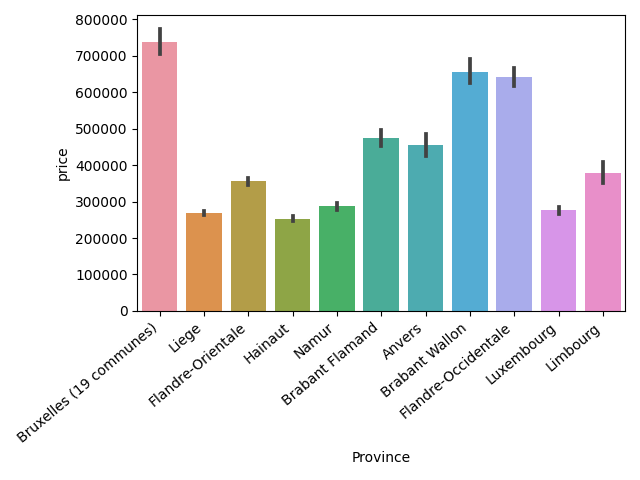 800000
700000
600000
500000
400000
300000
200000
100000
0
price
Bruxelles (19 communes)
Liege
Flandre-Orientale
Hainaut
Namur
Brabant Flamand
Anvers
Brabant Wallon
Flandre-Occidentale
Luxembourg
Limbourg
Province